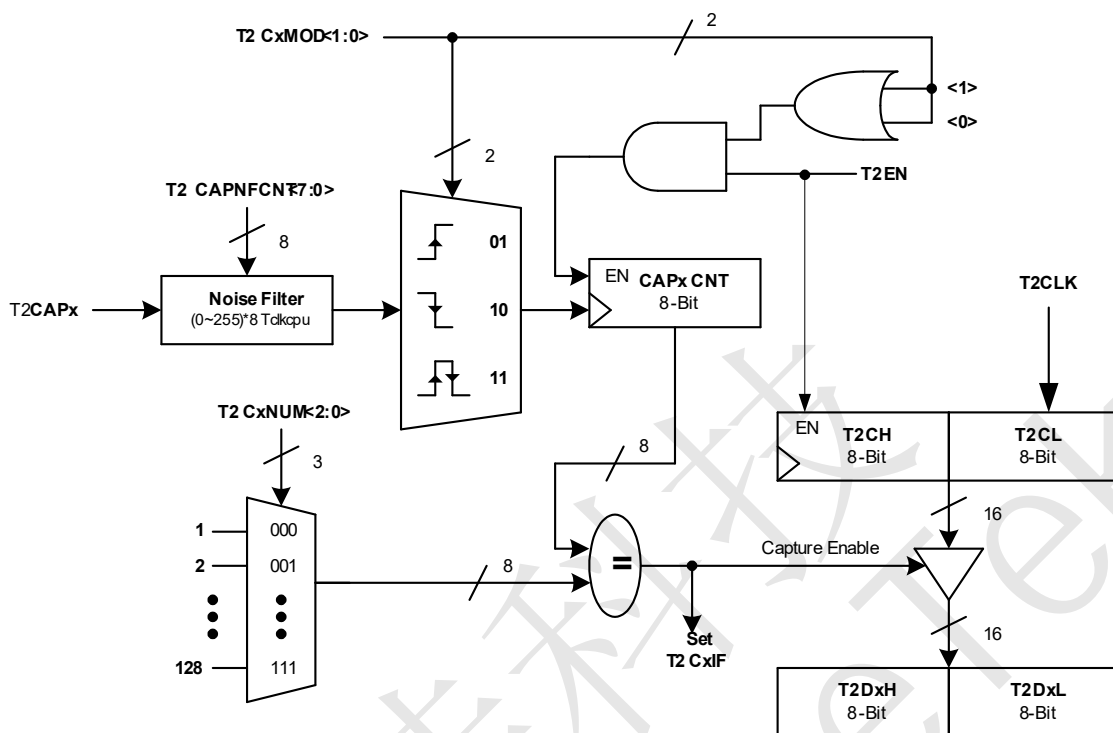 T2 CxMOD<1:0>
2
<1>
<0>
2
T2EN
T2 CAPNFCNT<7:0>
8
01
EN
CAPx CNT
8-Bit
T2CLK
T2CAPx
Noise Filter
(0~255)*8 Tclkcpu
10
11
T2 CxNUM<2:0>
3
8
EN
T2CH
8-Bit
T2CL
8-Bit
16
1
000
2
001
8
=
Capture Enable
128
111
Set
T2 CxIF
16
T2DxH
8-Bit
T2DxL
8-Bit
科技
Tek